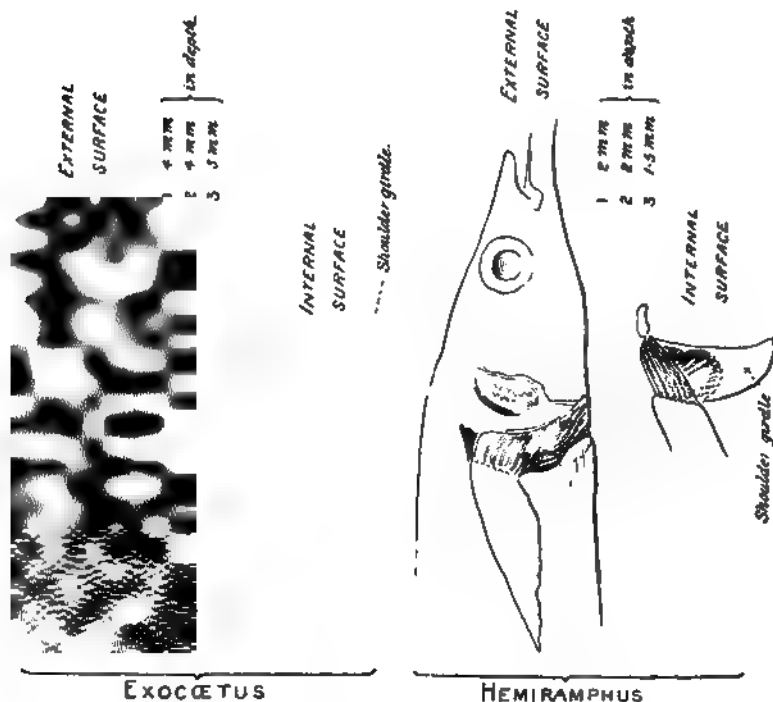 EXTERNAL
SURFACE
1 4 mm
2 4 mm
3 3 mm
in depth
INTERNAL
SURFACE
Shoulder girdle.
EXOCŒTUS
EXTERNAL
SURFACE
1 2 mm
2 2 mm
3 1·5 mm
in depth
INTERNAL
SURFACE
Shoulder girdle
HEMIRAMPHUS